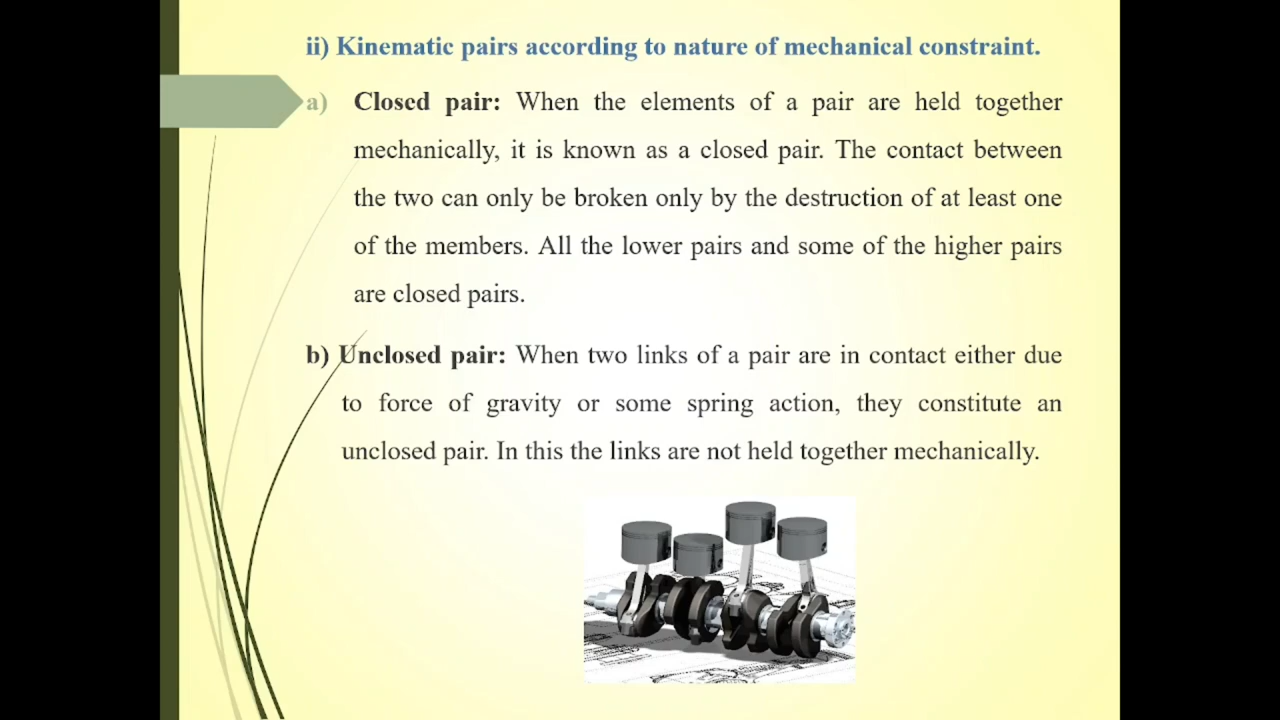 ii) Kinematic pairs according to nature of mechanical constraint.
a) Closed pair: When the elements of a pair are held together
mechanically, it is known as a closed pair. The contact between
the two can only be broken only by the destruction of at least one
of the members. All the lower pairs and some of the higher pairs
are closed pairs.
b) Unclosed pair: When two links of a pair are in contact either due
to force of gravity or some spring action, they constitute an
unclosed pair. In this the links are not held together mechanically.